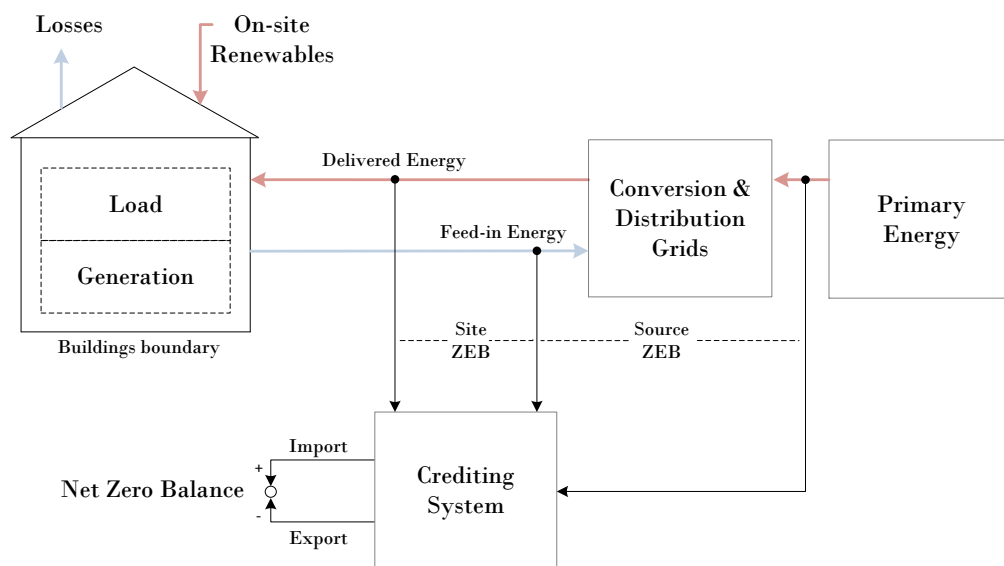 Losses
On-site
Renewables
Delivered Energy
Feed-in Energy
Load
Generation
Buildings boundary
Conversion &
Distribution
Grids
Primary
Energy
Site
ZEB
Source
ZEB
Import
+
Net Zero Balance
-
Export
Crediting
System